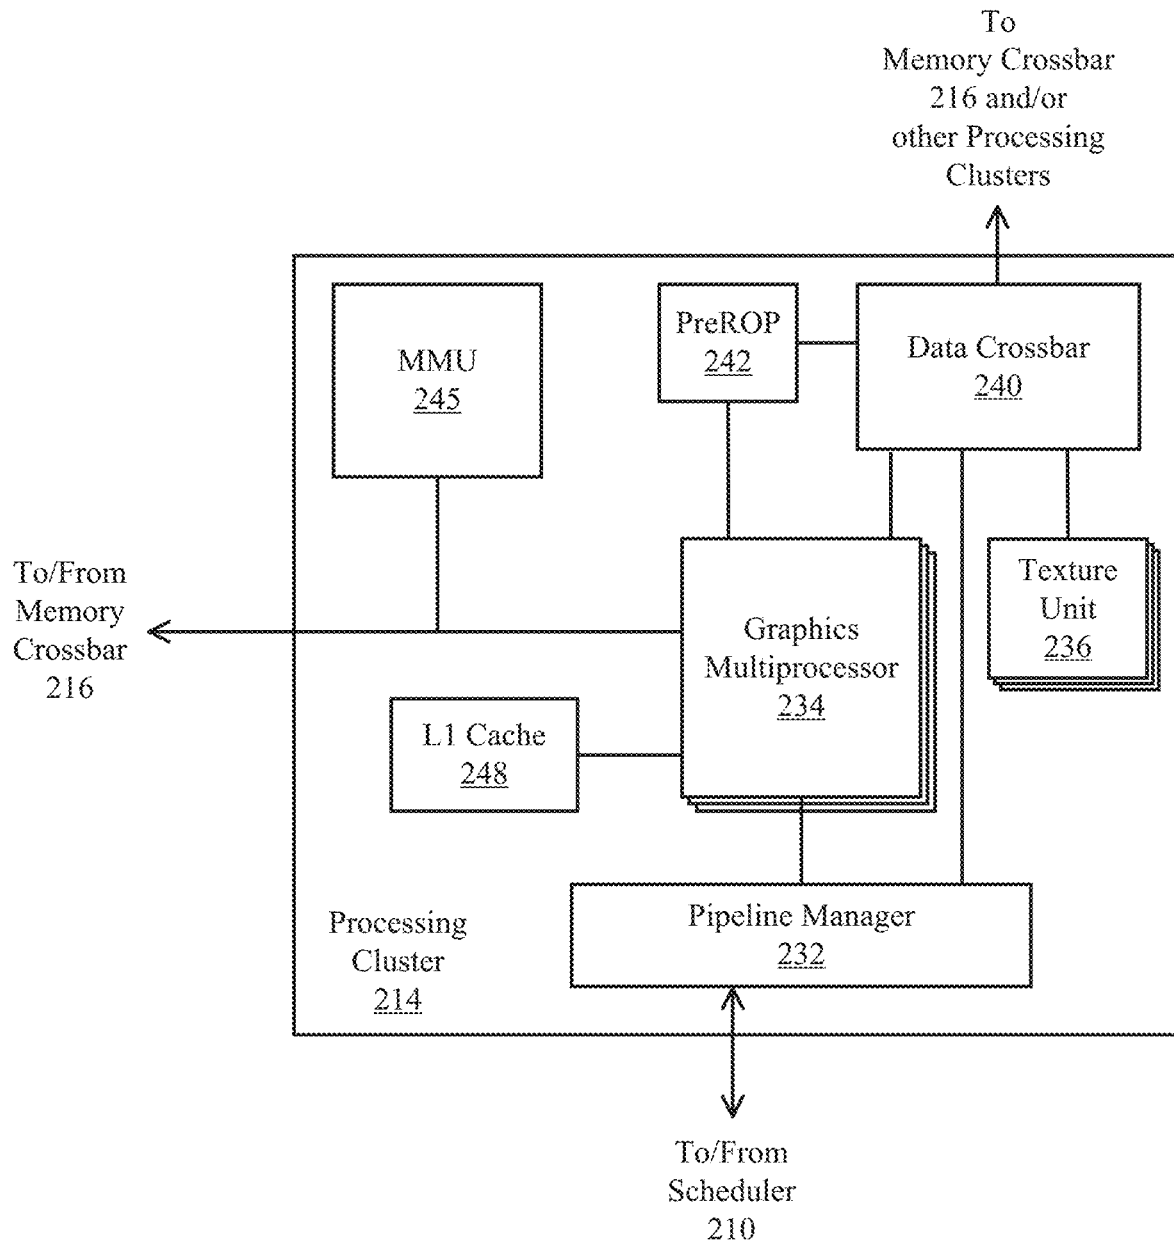 To
Memory Crossbar
216 and/or
other Processing
Clusters
MMU
245
PreROP
242
Data Crossbar
240
To/From
Memory
Crossbar
216
Graphics
Multiprocessor
234
Texture
Unit
236
L1 Cache
248
Processing
Cluster
214
Pipeline Manager
232
To/From
Scheduler
210